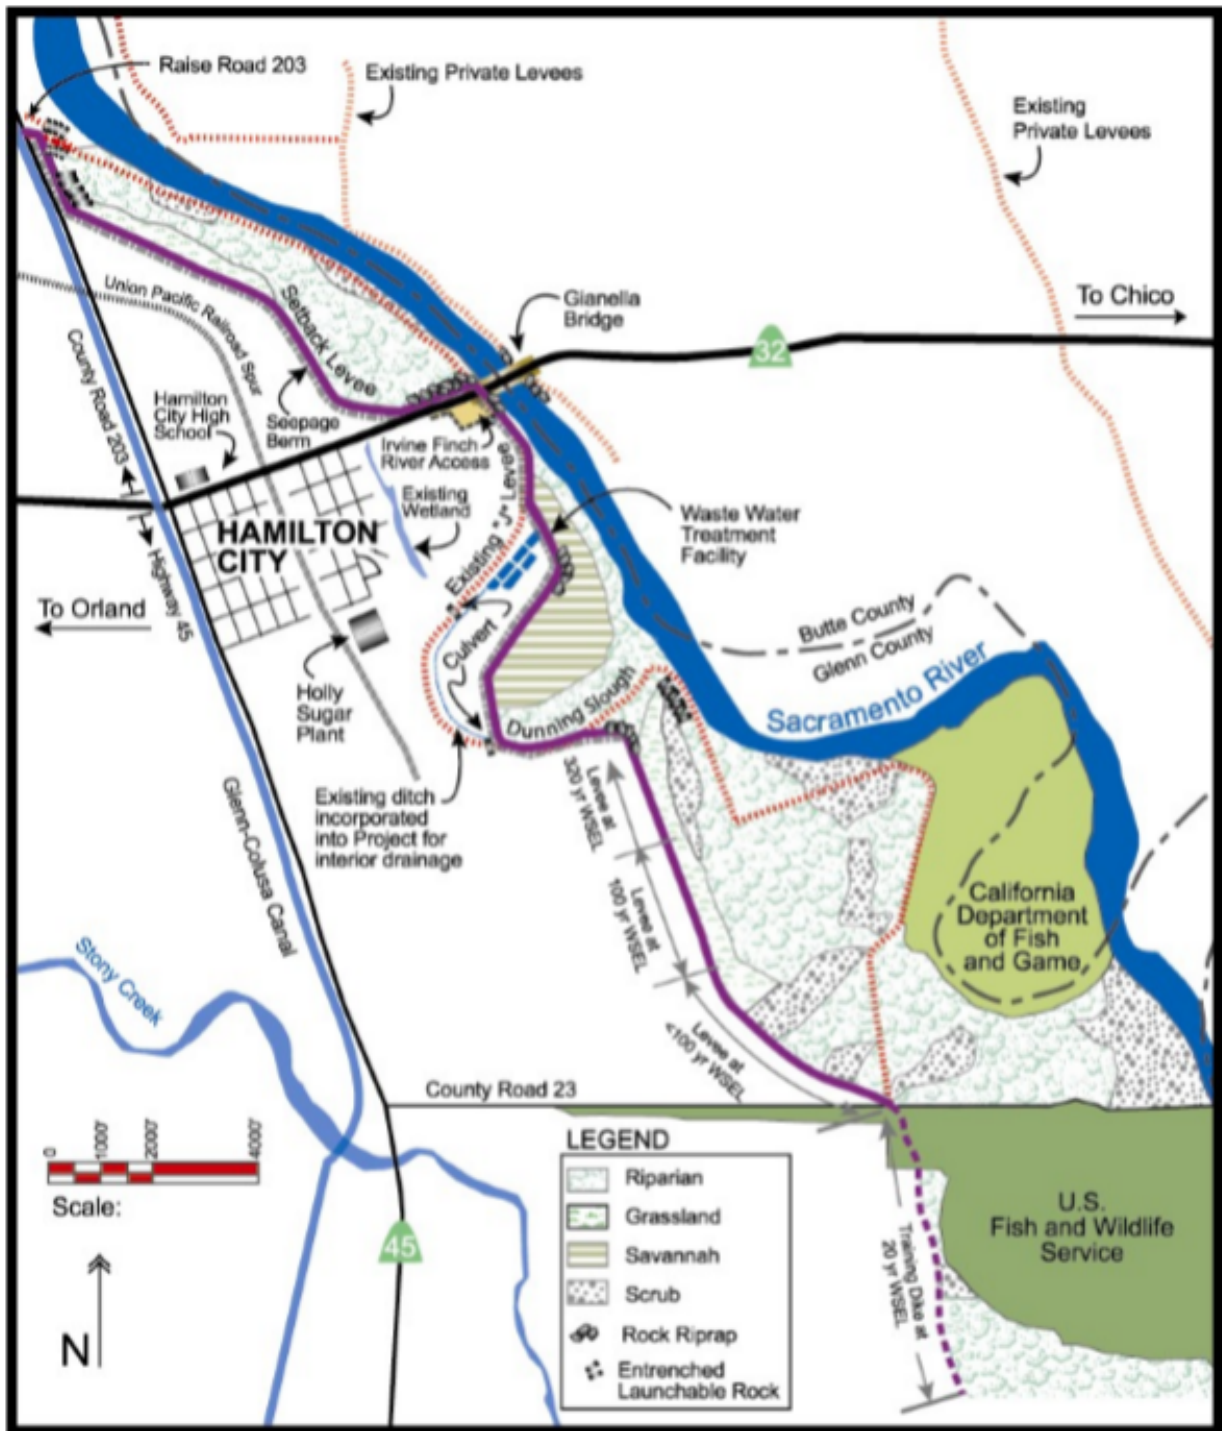 Raise Road 203
Existing Private Levees
Existing
Private Levees
Gianella
Bridge
To Chico
32
Union Pacific Railroad Spur
Setback Levee
County Road 203
Hamilton
City High
School
Seepage
Berm
Irvine Finch
River Access
Existing
Wetland
Existing "J" Levee
Waste Water
Treatment
Facility
HAMILTON
CITY
To Orland
Highway 45
Culvert
Butte County
Glenn County
Sacramento River
Holly
Sugar
Plant
Dunning Slough
Existing ditch
incorporated
into Project for
interior drainage
Levee at
320 yr WSEL
Levee at
100 yr WSEL
Levee at
<100 yr WSEL
Glenn-Colusa Canal
California
Department
of Fish
and Game
Stony Creek
County Road 23
0
1000'
2000'
4000'
Scale:
N
45
LEGEND
Riparian
Grassland
Savannah
Scrub
Rock Riprap
Entrenched
Launchable Rock
Training Dike at
20 yr WSEL
U.S.
Fish and Wildlife
Service